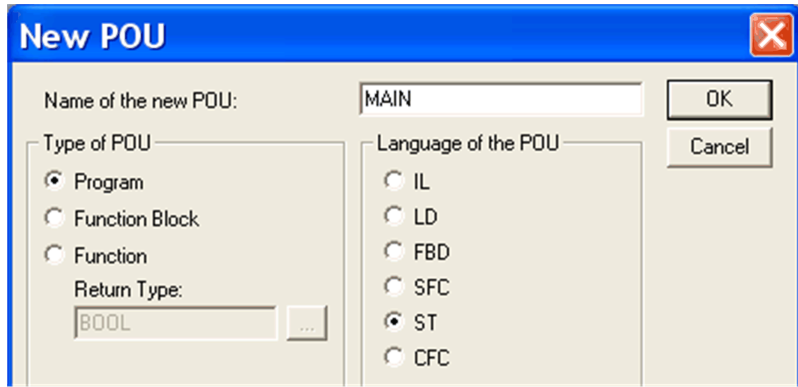 New POU
Name of the new POU:
MAIN
OK
Cancel
Type of POU
Program
Function Block
Function
Return Type:
BOOL
...
Language of the POU
IL
LD
FBD
SFC
ST
CFC